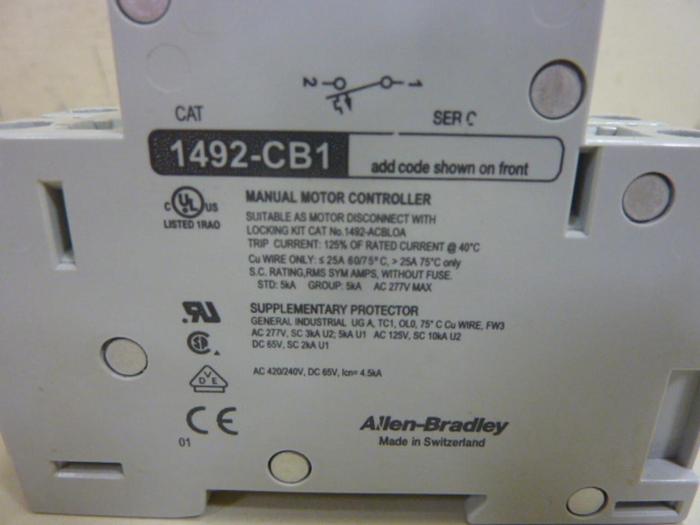 2 1
CAT SER C
1492-CB1 add code shown on front
C UL US
LISTED 1RAO
MANUAL MOTOR CONTROLLER
SUITABLE AS MOTOR DISCONNECT WITH
LOCKING KIT CAT No.1492-ACBLOA
TRIP CURRENT: 125% OF RATED CURRENT @ 40°C
Cu WIRE ONLY: ≤ 25A 60/75°C, > 25A 75°C only
S.C. RATING,RMS SYM AMPS, WITHOUT FUSE.
STD: 5kA GROUP: 5kA AC 277V MAX
SUPPLEMENTARY PROTECTOR
GENERAL INDUSTRIAL UG A, TC1, OL0, 75° C Cu WIRE, FW3
AC 277V, SC 3kA U2; 5kA U1 AC 125V, SC 10kA U2
DC 65V, SC 2kA U1
VDE
AC 420/240V, DC 65V, Icn= 4.5kA
CE
01
Allen-Bradley
Made in Switzerland